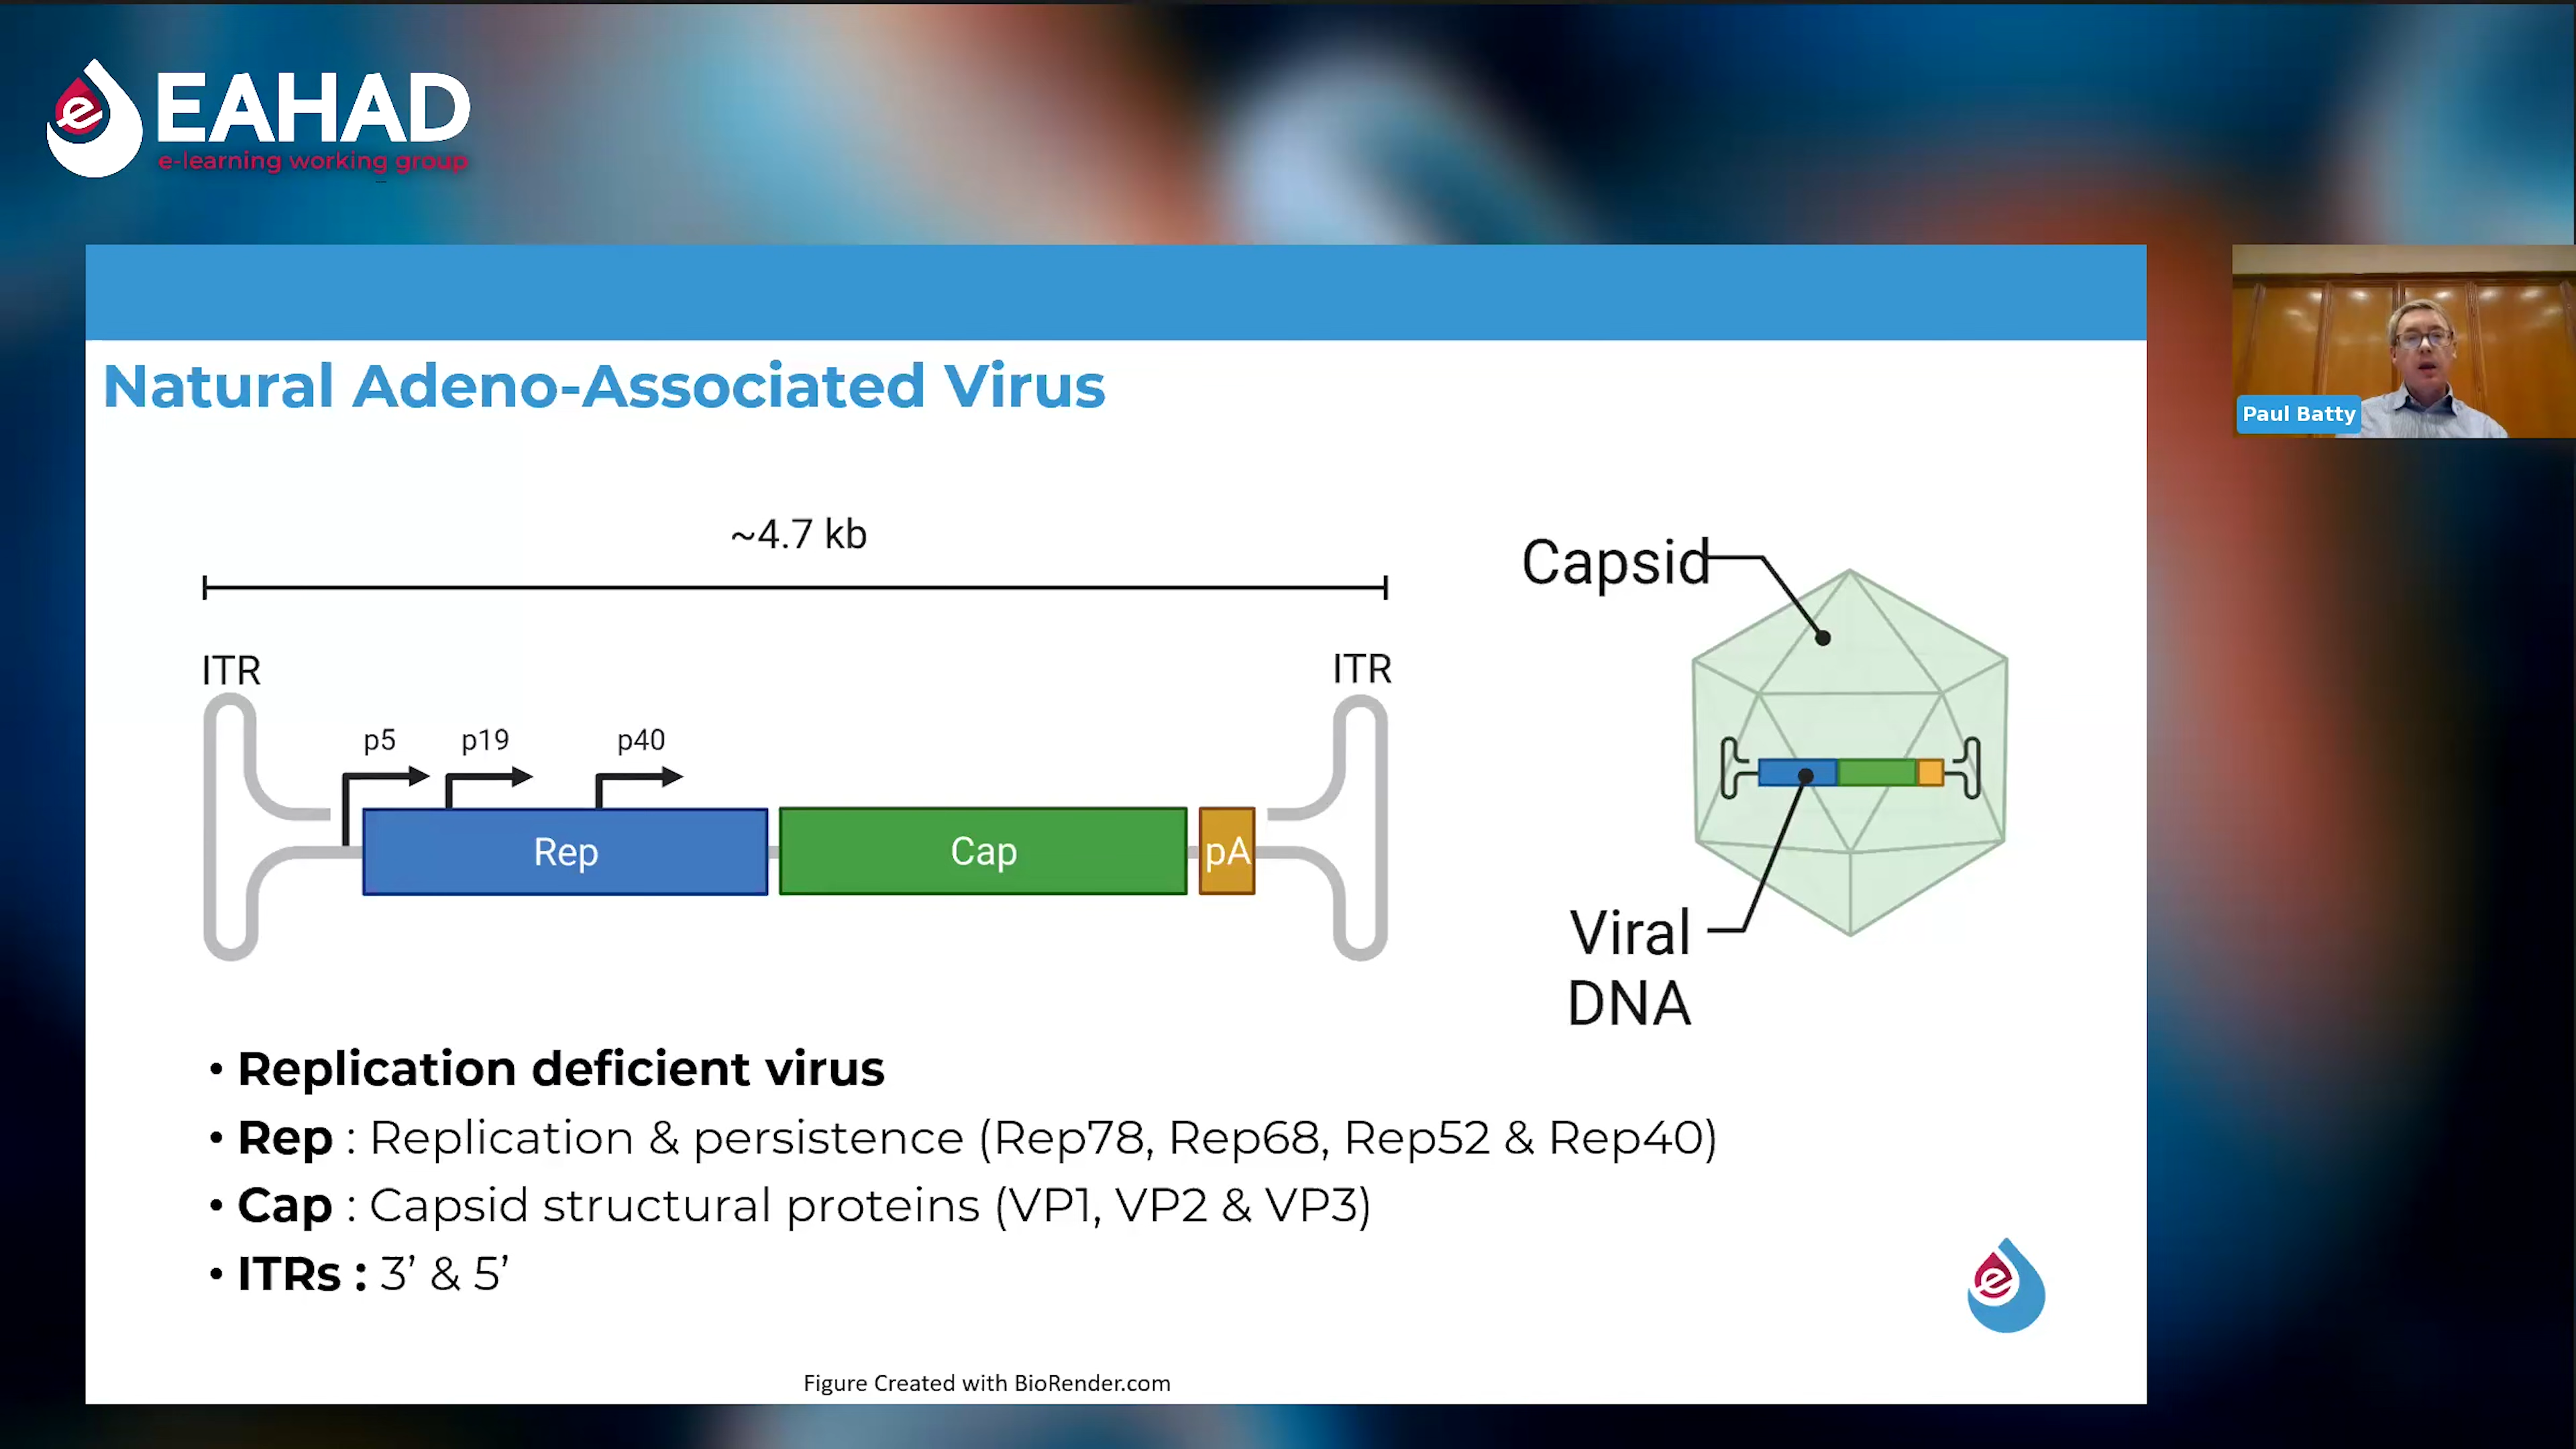 EAHAD
e-learning working group
Natural Adeno-Associated Virus
Paul Batty
~4.7 kb
Capsid
ITR
ITR
p5
p19
p40
Rep
Cap
pA
Viral
DNA
• Replication deficient virus
• Rep : Replication & persistence (Rep78, Rep68, Rep52 & Rep40)
• Cap : Capsid structural proteins (VP1, VP2 & VP3)
• ITRs : 3’ & 5’
Figure Created with BioRender.com